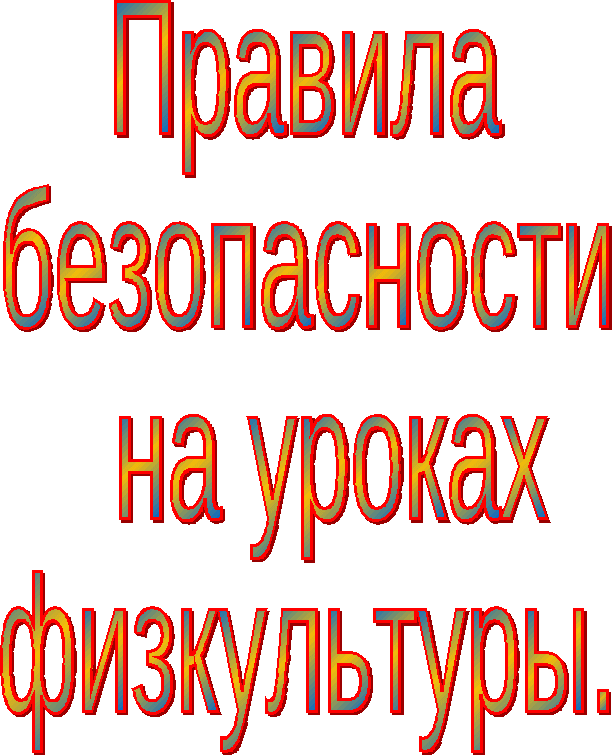 Правила
безопасности
на уроках
физкультуры.